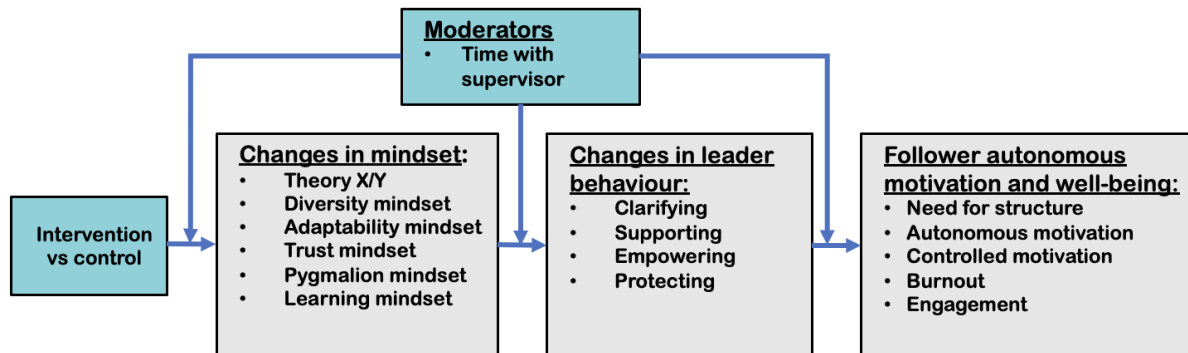 Moderators
• Time with
supervisor
Intervention
vs control
Changes in mindset:
• Theory X/Y
• Diversity mindset
• Adaptability mindset
• Trust mindset
• Pygmalion mindset
• Learning mindset
Changes in leader
behaviour:
• Clarifying
• Supporting
• Empowering
• Protecting
Follower autonomous
motivation and well-being:
• Need for structure
• Autonomous motivation
• Controlled motivation
• Burnout
• Engagement